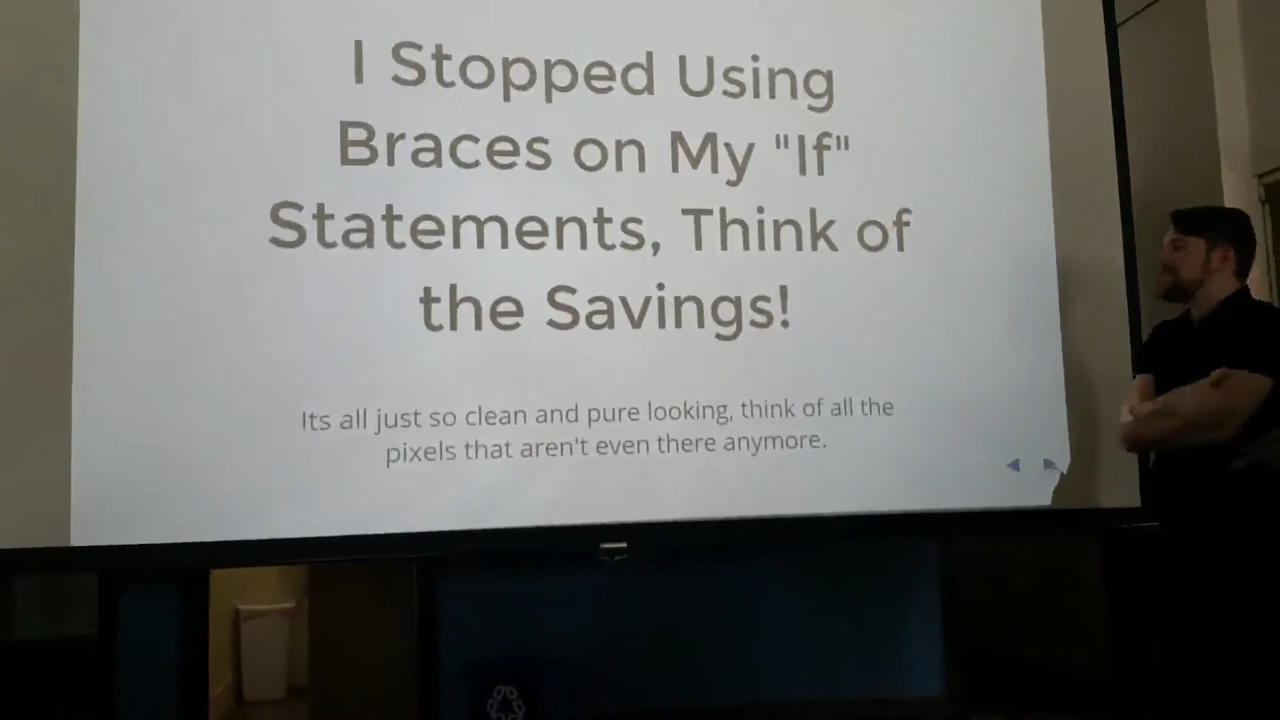 I Stopped Using
Braces on My "If"
Statements, Think of
the Savings!
Its all just so clean and pure looking, think of all the
pixels that aren't even there anymore.